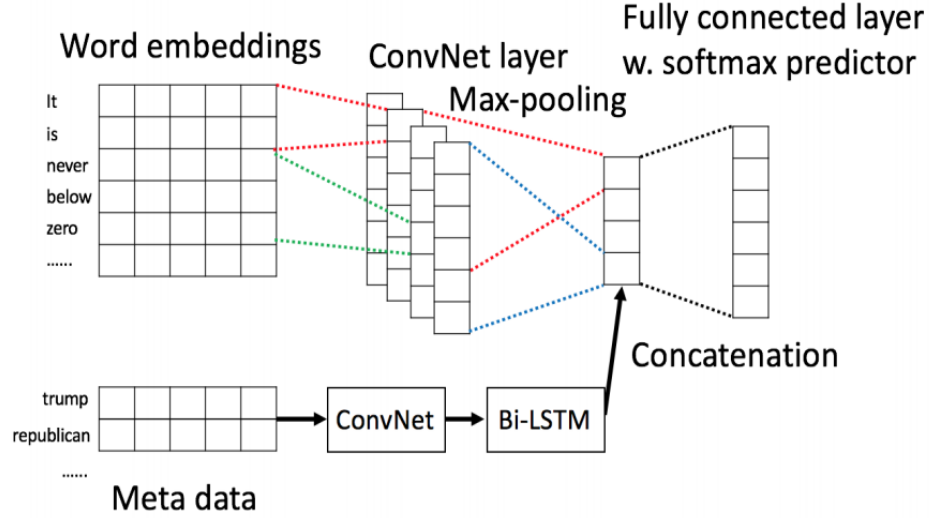 Fully connected layer
w. softmax predictor
Word embeddings
ConvNet layer
Max-pooling
It
is
never
below
zero
......
Concatenation
trump
republican
......
ConvNet
Bi-LSTM
Meta data